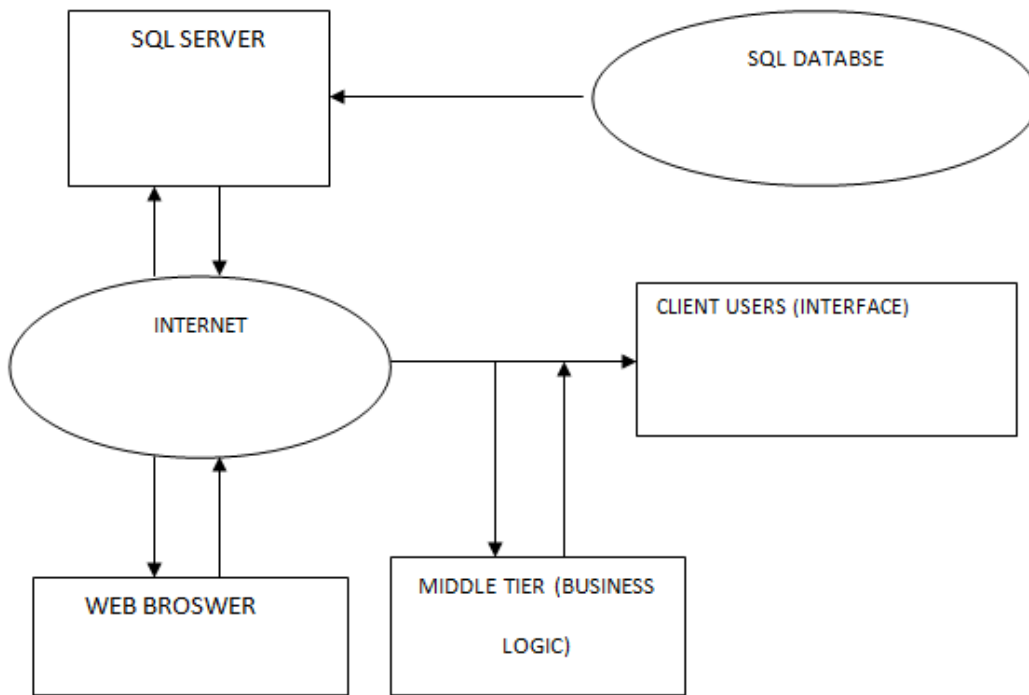 SQL SERVER
SQL DATABSE
INTERNET
CLIENT USERS (INTERFACE)
WEB BROSWER
MIDDLE TIER (BUSINESS
LOGIC)